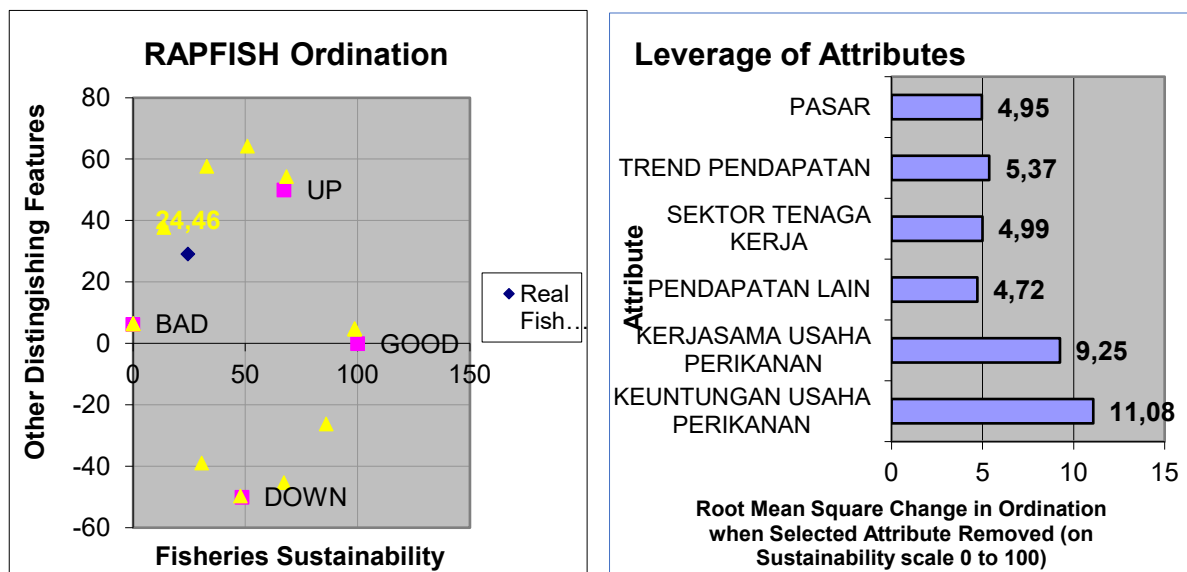 RAPFISH Ordination
Other Distingishing Features
80
60
40
20
0
-20
-40
-60
0
50
100
150
24,46
UP
BAD
GOOD
DOWN
Fisheries Sustainability
Real
Fish…
Leverage of Attributes
Attribute
PASAR
4,95
TREND PENDAPATAN
5,37
SEKTOR TENAGA
KERJA
4,99
PENDAPATAN LAIN
4,72
KERJASAMA USAHA
PERIKANAN
9,25
KEUNTUNGAN USAHA
PERIKANAN
11,08
0
5
10
15
Root Mean Square Change in Ordination
when Selected Attribute Removed (on
Sustainability scale 0 to 100)